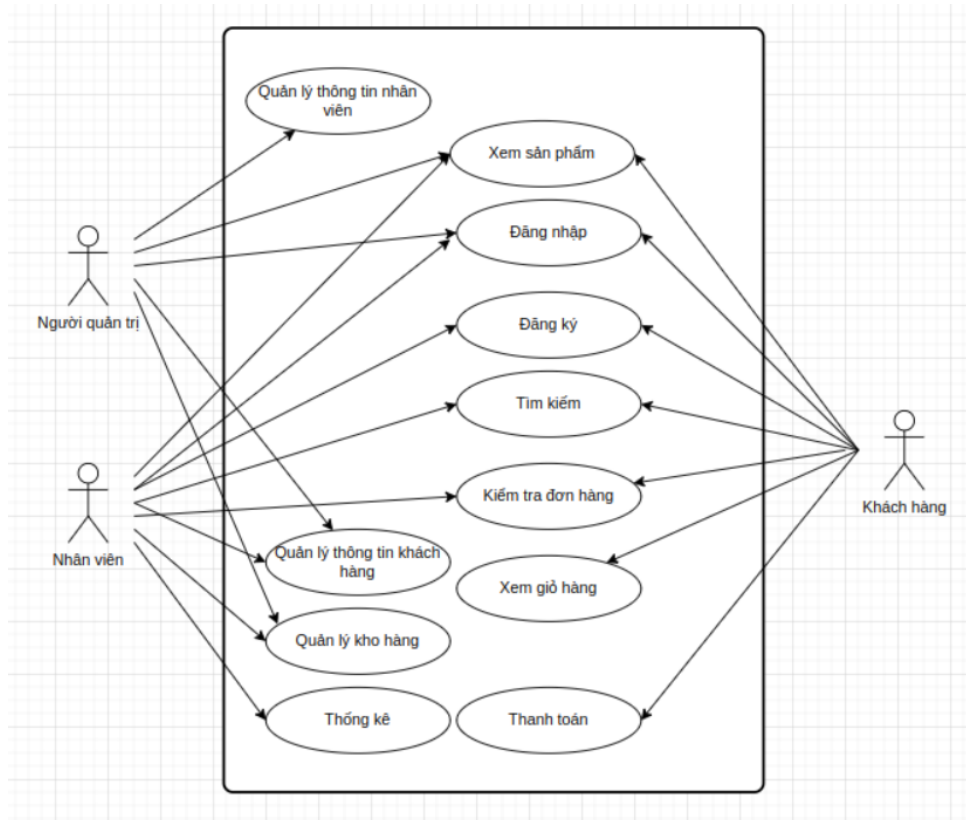 Quản lý thông tin nhân
viên
Xem sản phẩm
Đăng nhập
Người quản trị
Đăng ký
Tìm kiếm
Kiểm tra đơn hàng
Khách hàng
Nhân viên
Quản lý thông tin khách
hàng
Xem giỏ hàng
Quản lý kho hàng
Thống kê
Thanh toán